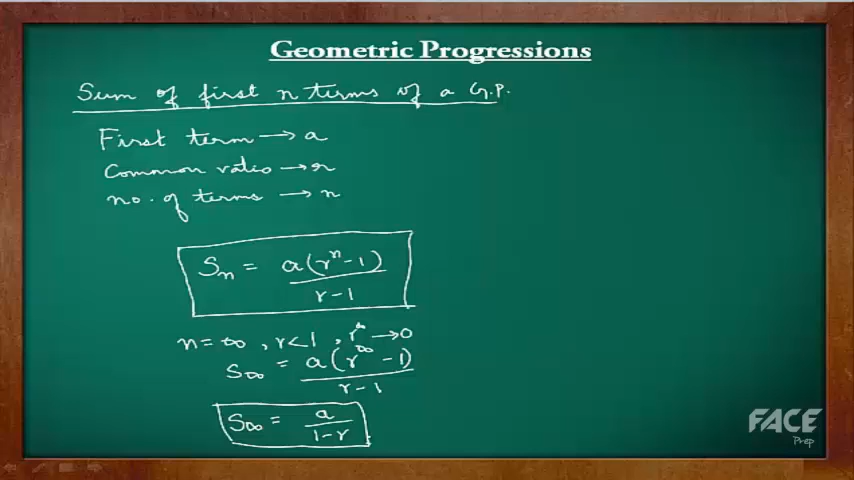 Geometric Progressions
Sum of first n terms of a G.P.
First term → a
Common ratio → r
no. of terms → n
Sₙ = a(rⁿ-1) / r-1
n = ∞, r<1, r^∞ → 0
S∞ = a(r^∞ - 1) / r-1
S∞ = a / 1-r
FACE
Prep